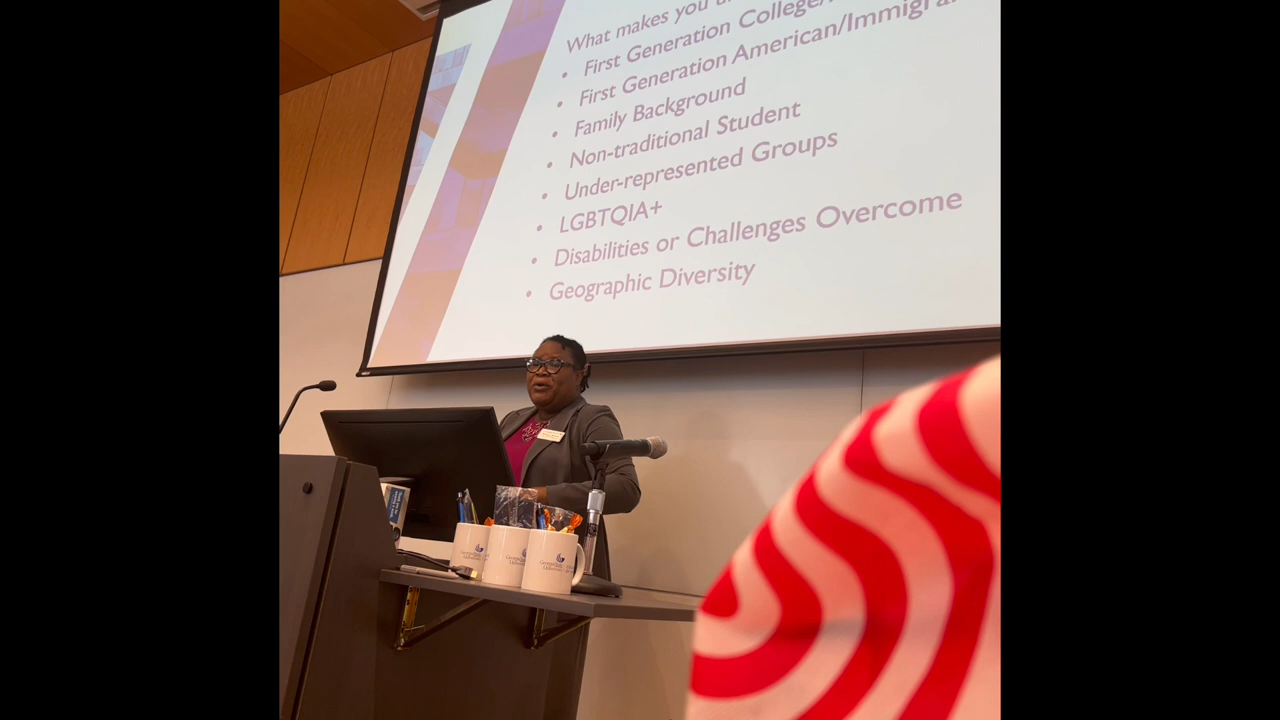 What makes you
First Generation College/
First Generation American/Immigra
• Family Background
• Non-traditional Student
• Under-represented Groups
• LGBTQIA+
• Disabilities or Challenges Overcome
• Geographic Diversity